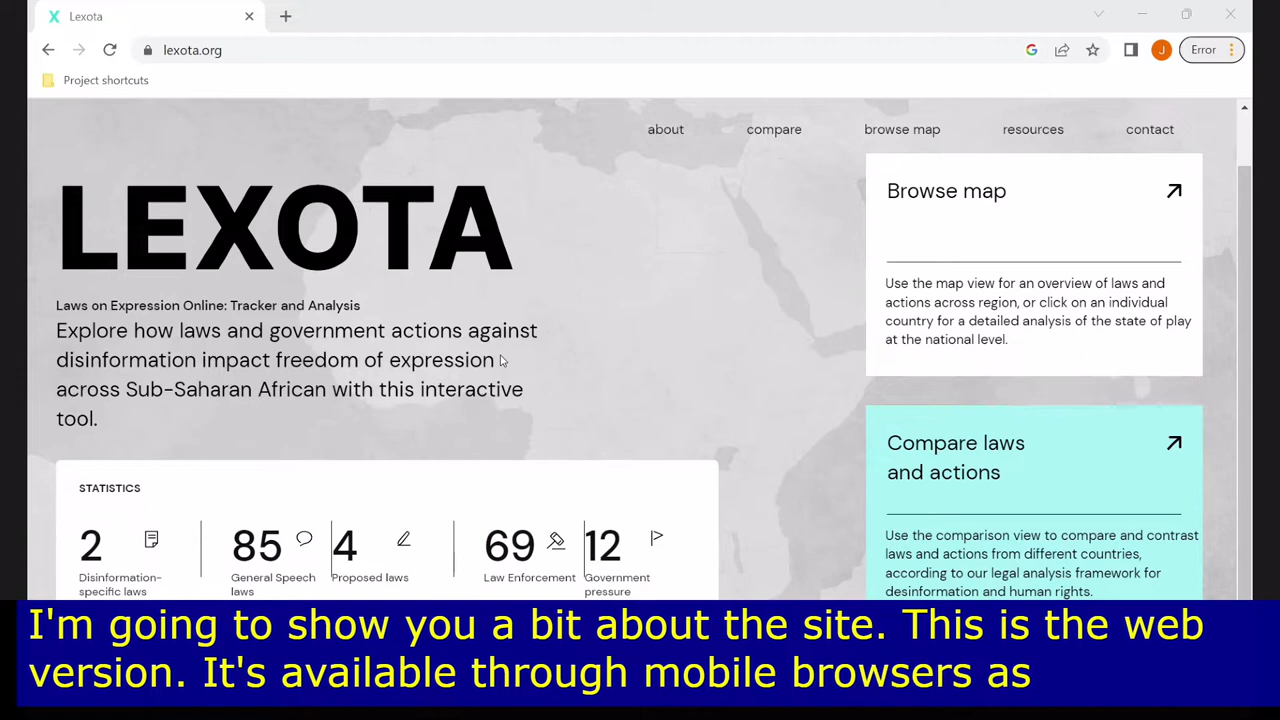 Lexota
lexota.org
J
Error
Project shortcuts
about compare browse map resources contact
LEXOTA
Laws on Expression Online: Tracker and Analysis
Explore how laws and government actions against
disinformation impact freedom of expression
across Sub-Saharan African with this interactive
tool.
STATISTICS
2
Disinformation-
specific laws
85
General Speech
laws
4
Proposed laws
69
Law Enforcement
12
Government
pressure
Browse map
Use the map view for an overview of laws and
actions across region, or click on an individual
country for a detailed analysis of the state of play
at the national level.
Compare laws
and actions
Use the comparison view to compare and contrast
laws and actions from different countries,
according to our legal analysis framework for
desinformation and human rights.
I'm going to show you a bit about the site. This is the web
version. It's available through mobile browsers as